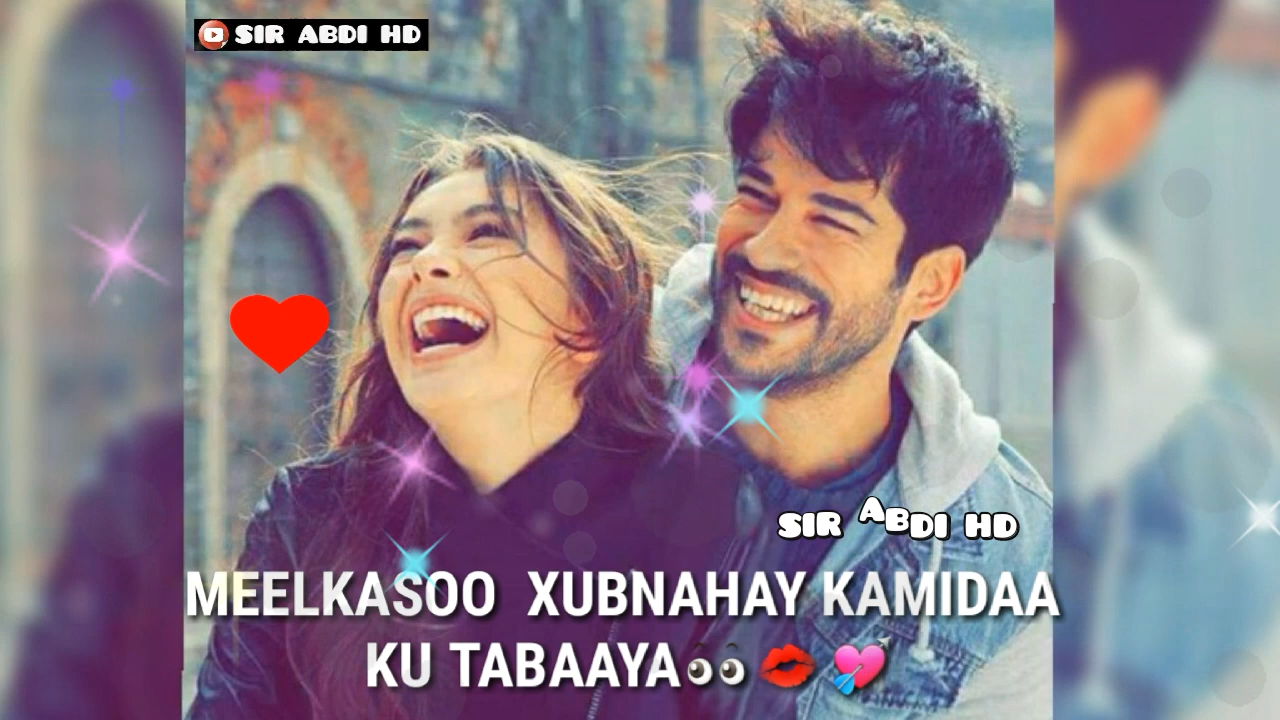 SIR ABDI HD
SIR ABDI HD
MEELKASOO XUBNAHAY KAMIDAA
KU TABAAYA👀💋💘